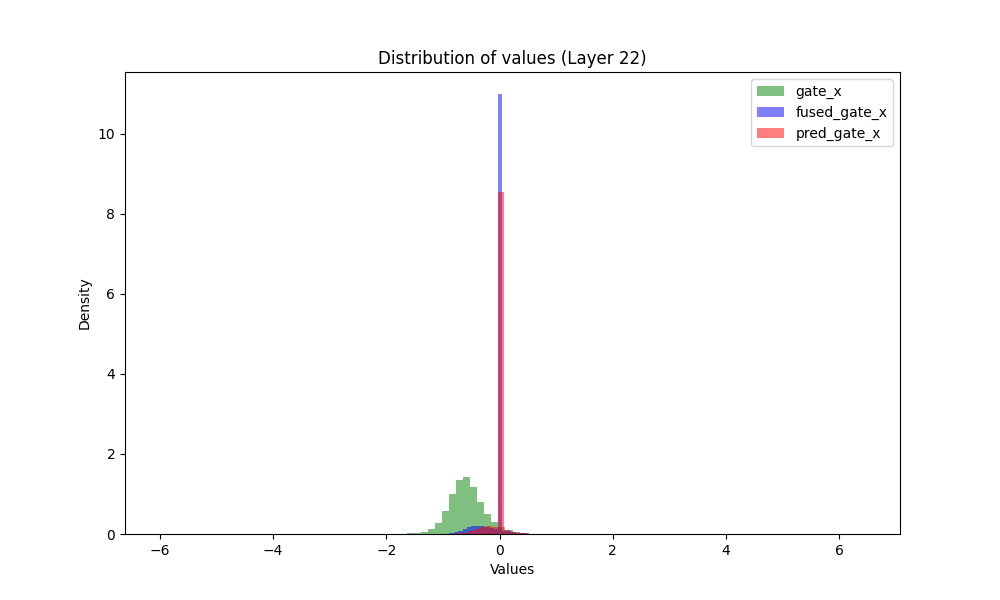 Distribution of values (Layer 22)
gate_x
fused_gate_x
pred_gate_x
Density
10
8
6
4
2
0
−6
−4
−2
0
2
4
6
Values